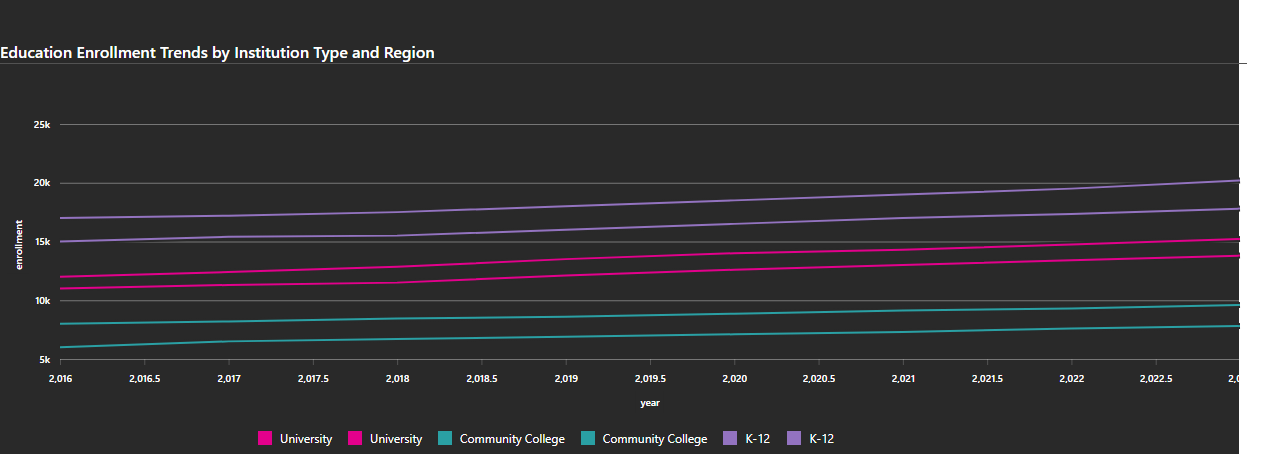 Education Enrollment Trends by Institution Type and Region
25k
20k
15k
10k
5k
enrollment
2,016 2,016.5 2,017 2,017.5 2,018 2,018.5 2,019 2,019.5 2,020 2,020.5 2,021 2,021.5 2,022 2,022.5
year
University University Community College Community College K-12 K-12